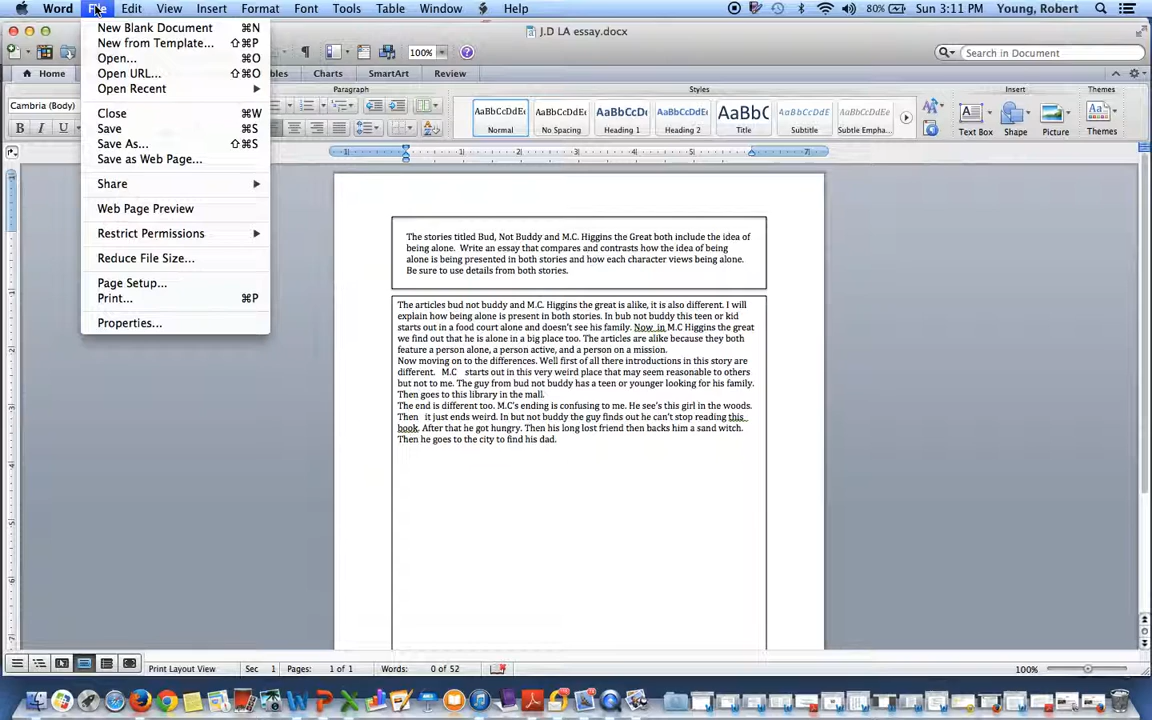 Word File Edit View Insert Format Font Tools Table Window Help 80% Sun 3:11 PM Young, Robert
J.D LA essay.docx
New Blank Document ⌘N
New from Template... ⇧⌘P
Open... ⌘O
Open URL... ⇧⌘O
Open Recent
Close ⌘W
Save ⌘S
Save As... ⇧⌘S
Save as Web Page...
Share
Web Page Preview
Restrict Permissions
Reduce File Size...
Page Setup...
Print... ⌘P
Properties...
100% Search in Document
Home bles Charts SmartArt Review
Paragraph Styles Insert Themes
Cambria (Body)
AaBbCcDdEe AaBbCcDdEe AaBbCcDdE AaBbCcDdEe AaBbC AaBbCcDdEe AaBbCcDdEe
B I U Normal No Spacing Heading 1 Heading 2 Title Subtitle Subtle Empha... Text Box Shape Picture Themes
1 1 2 3 4 5 6 7
The stories titled Bud, Not Buddy and M.C. Higgins the Great both include the idea of
being alone. Write an essay that compares and contrasts how the idea of being
alone is being presented in both stories and how each character views being alone.
Be sure to use details from both stories.
The articles bud not buddy and M.C. Higgins the great is alike, it is also different. I will
explain how being alone is present in both stories. In bub not buddy this teen or kid
starts out in a food court alone and doesn't see his family. Now in M.C Higgins the great
we find out that he is alone in a big place too. The articles are alike because they both
feature a person alone, a person active, and a person on a mission.
Now moving on to the differences. Well first of all there introductions in this story are
different. M.C starts out in this very weird place that may seem reasonable to others
but not to me. The guy from bud not buddy has a teen or younger looking for his family.
Then goes to this library in the mall.
The end is different too. M.C's ending is confusing to me. He see's this girl in the woods.
Then it just ends weird. In but not buddy the guy finds out he can't stop reading this
book. After that he got hungry. Then his long lost friend then backs him a sand witch.
Then he goes to the city to find his dad.
Print Layout View Sec 1 Pages: 1 of 1 Words: 0 of 52 100%